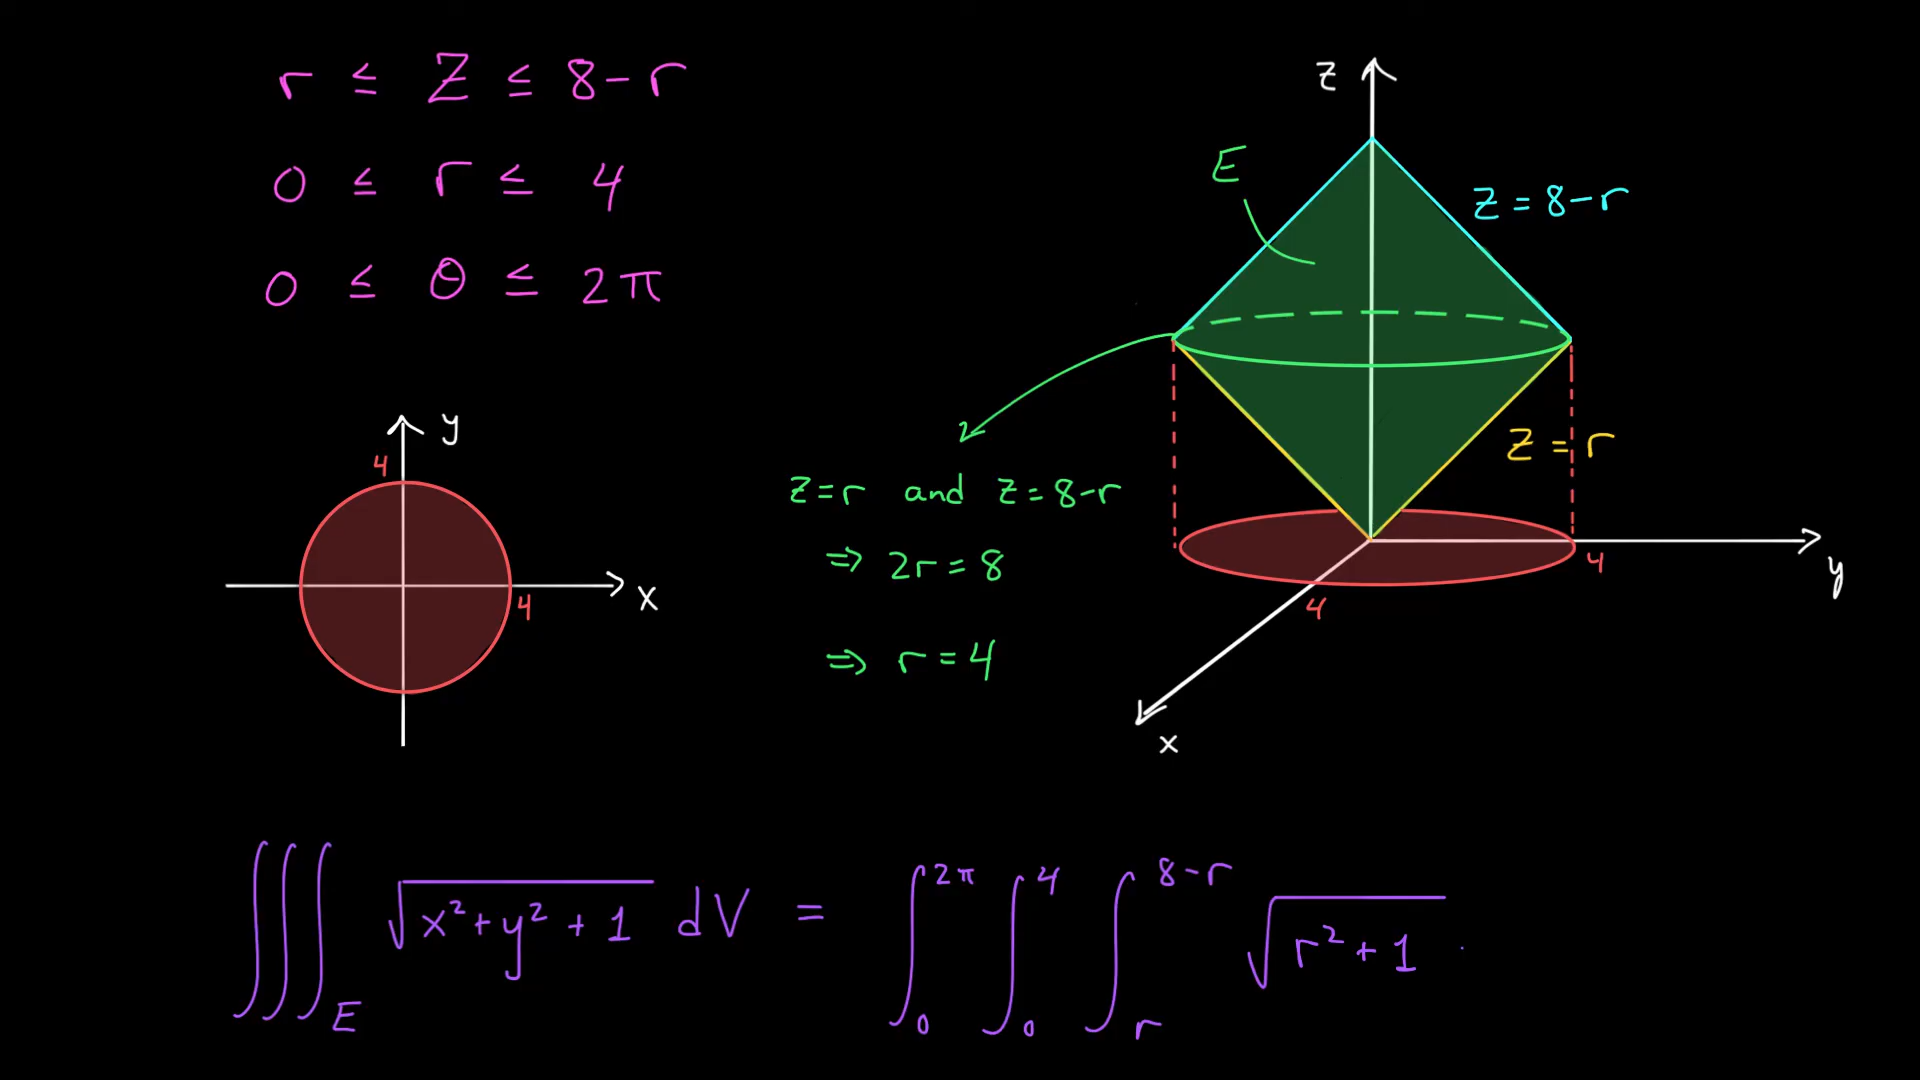 r ≤ z ≤ 8-r
0 ≤ r ≤ 4
0 ≤ θ ≤ 2π
y
4
4
x
z=r and z=8-r
⇒ 2r=8
⇒ r=4
z
E
z=8-r
z=r
4
y
4
x
∭_E √(x²+y²+1) dV = ∫_0^{2π} ∫_0^4 ∫_r^{8-r} √(r²+1) ·